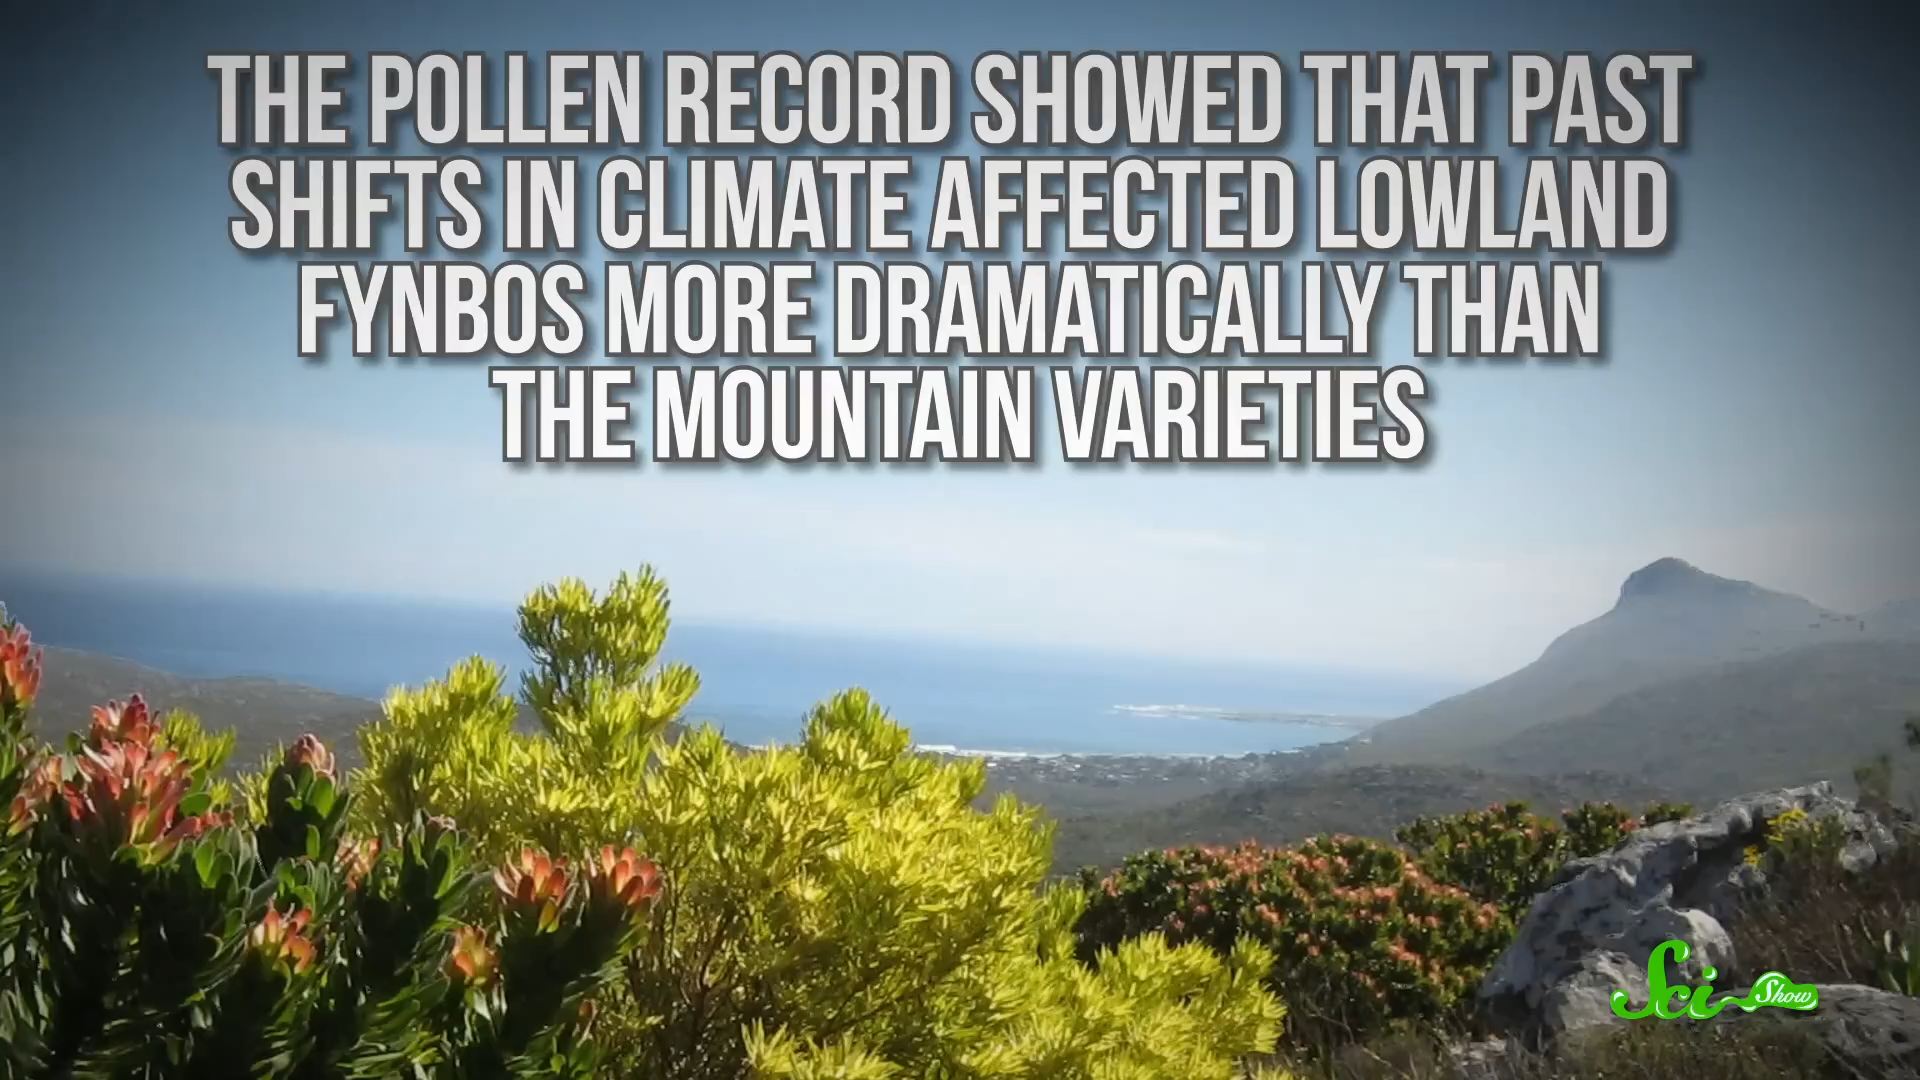 THE POLLEN RECORD SHOWED THAT PAST
SHIFTS IN CLIMATE AFFECTED LOWLAND
FYNBOS MORE DRAMATICALLY THAN
THE MOUNTAIN VARIETIES
Sci Show